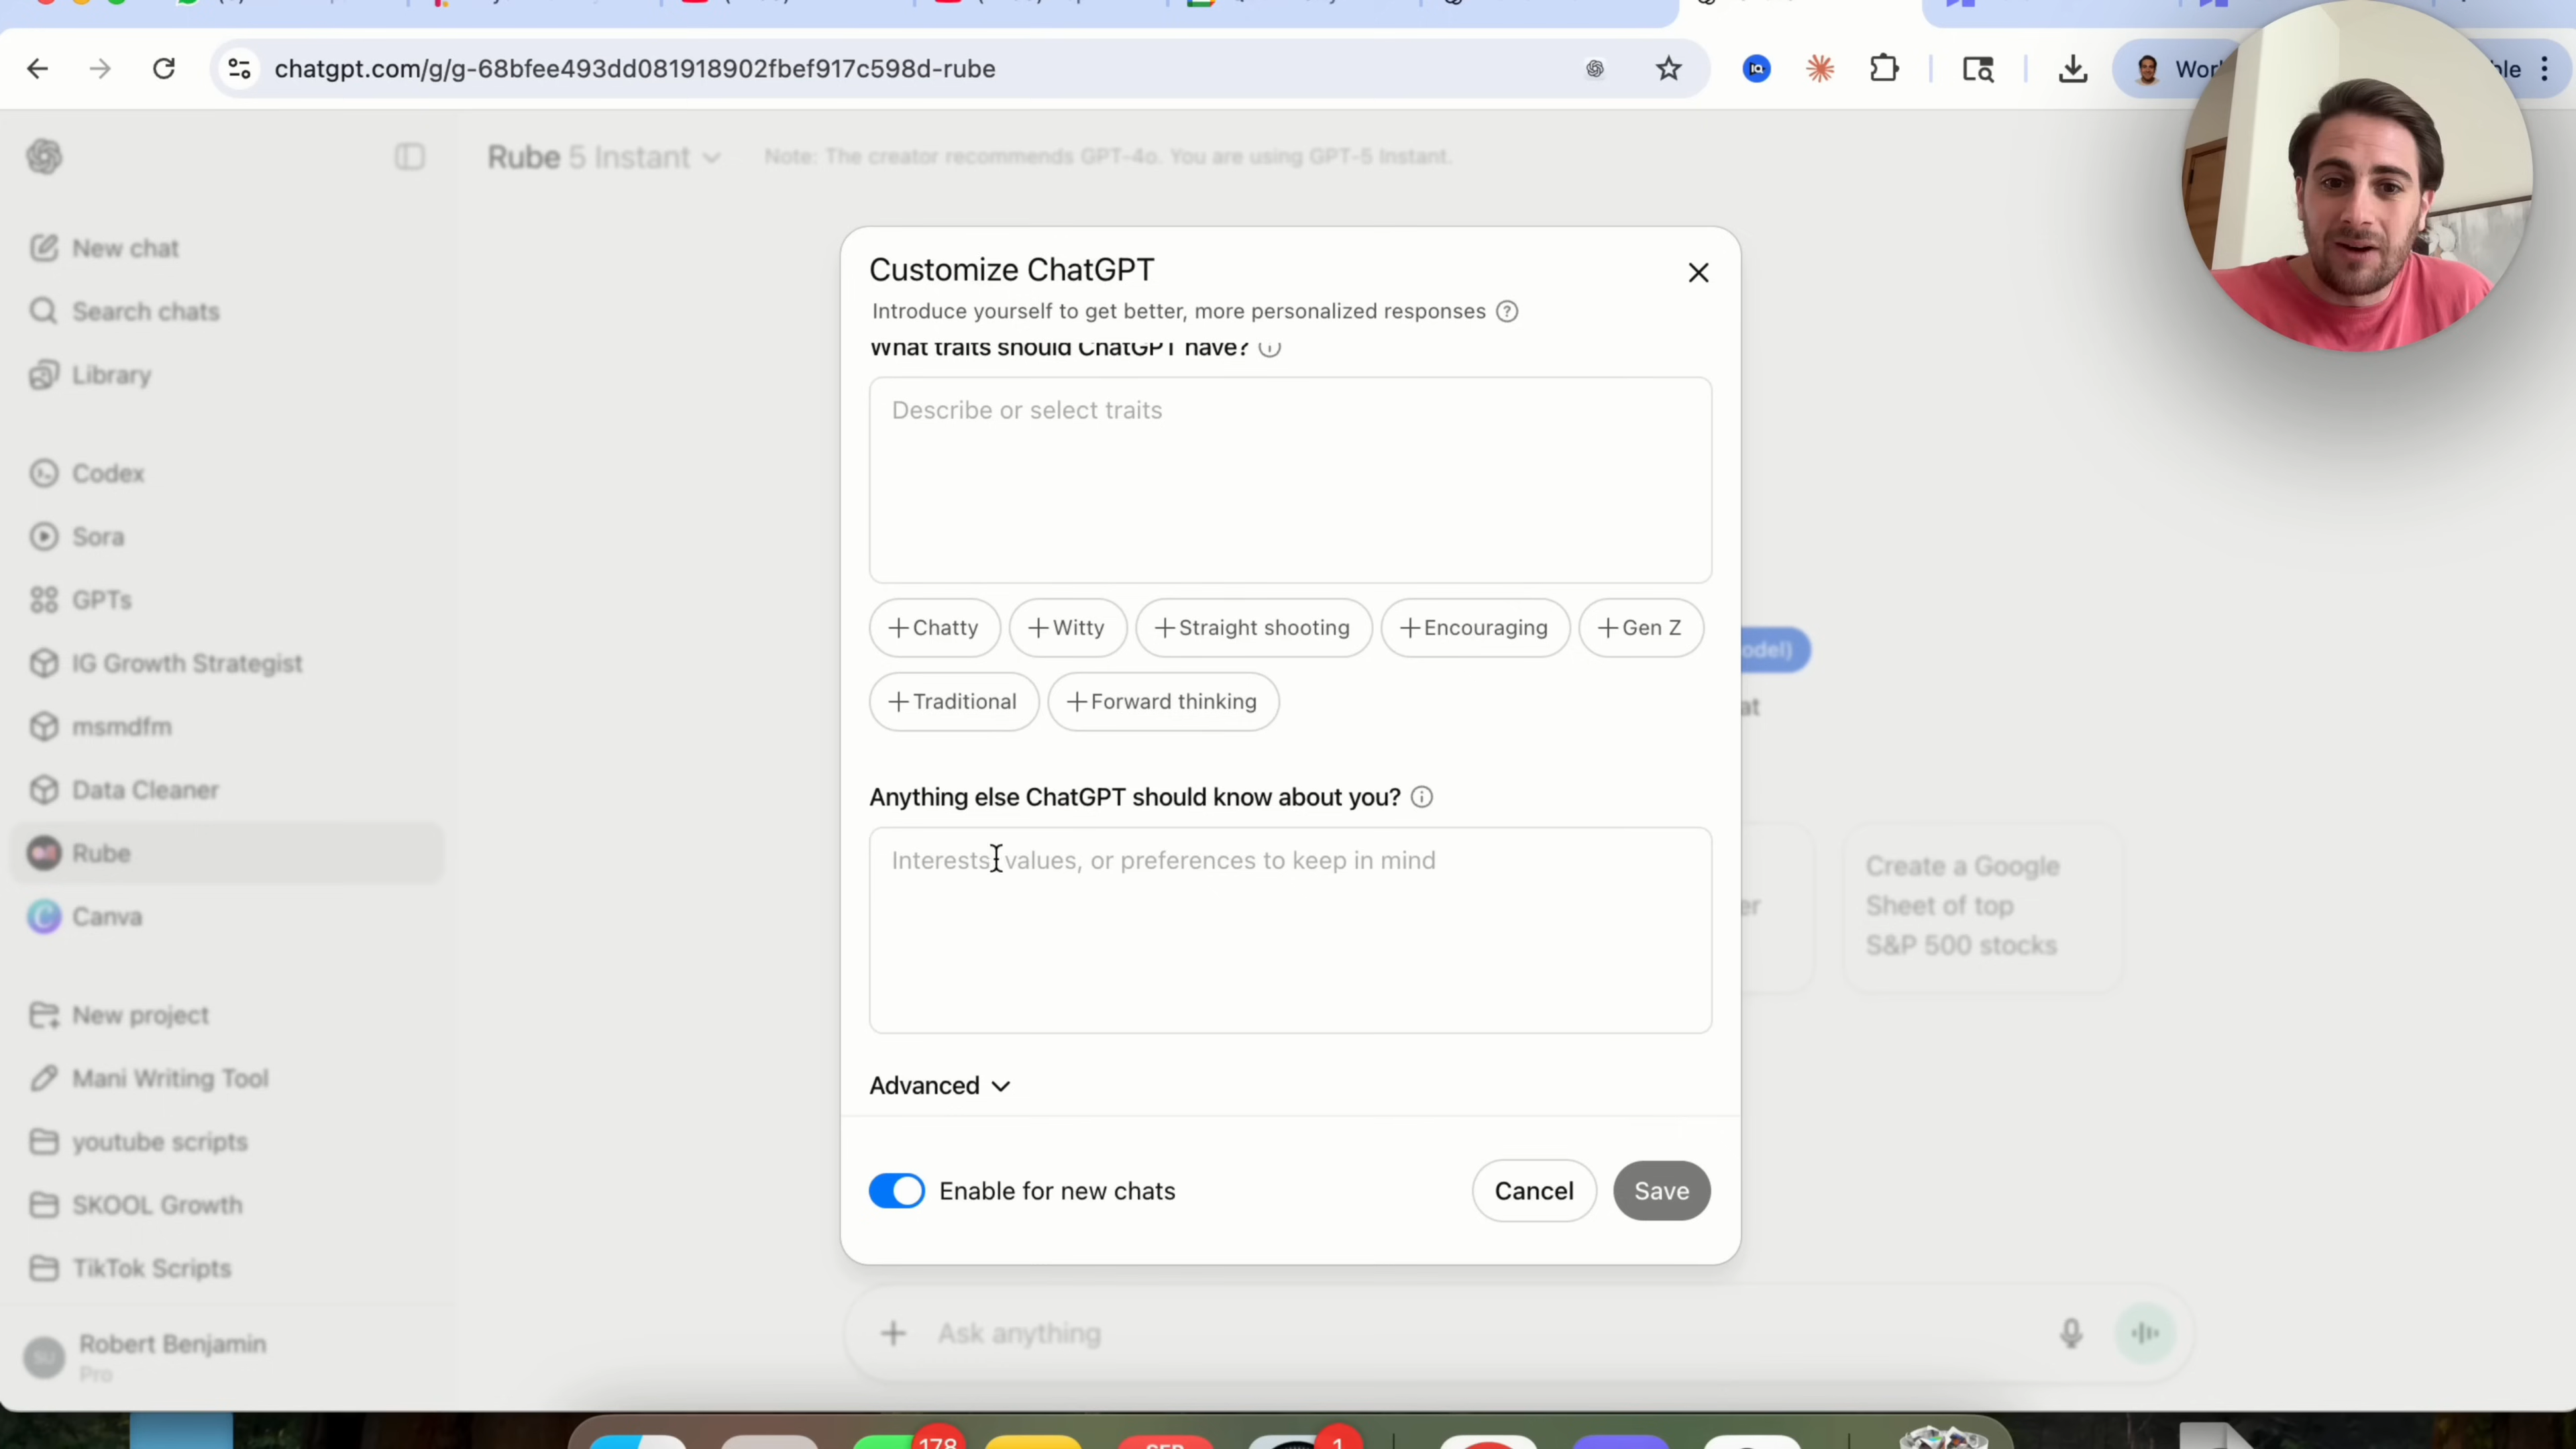 chatgpt.com/g/g-68bfee493dd081918902fbef917c598d-rube
Rube 5 Instant
Note: The creator recommends GPT-4o. You are using GPT-5 Instant.
New chat
Search chats
Library
Codex
Sora
GPTs
IG Growth Strategist
msmdfm
Data Cleaner
Rube
Canva
New project
Mani Writing Tool
youtube scripts
SKOOL Growth
TikTok Scripts
Robert Benjamin
Pro
Customize ChatGPT
Introduce yourself to get better, more personalized responses
What traits should ChatGPT have?
Describe or select traits
Chatty
Witty
Straight shooting
Encouraging
Gen Z
Traditional
Forward thinking
Anything else ChatGPT should know about you?
Interests, values, or preferences to keep in mind
Advanced
Enable for new chats
Cancel
Save
Create a Google
Sheet of top
S&P 500 stocks
Ask anything
178
SEP
1